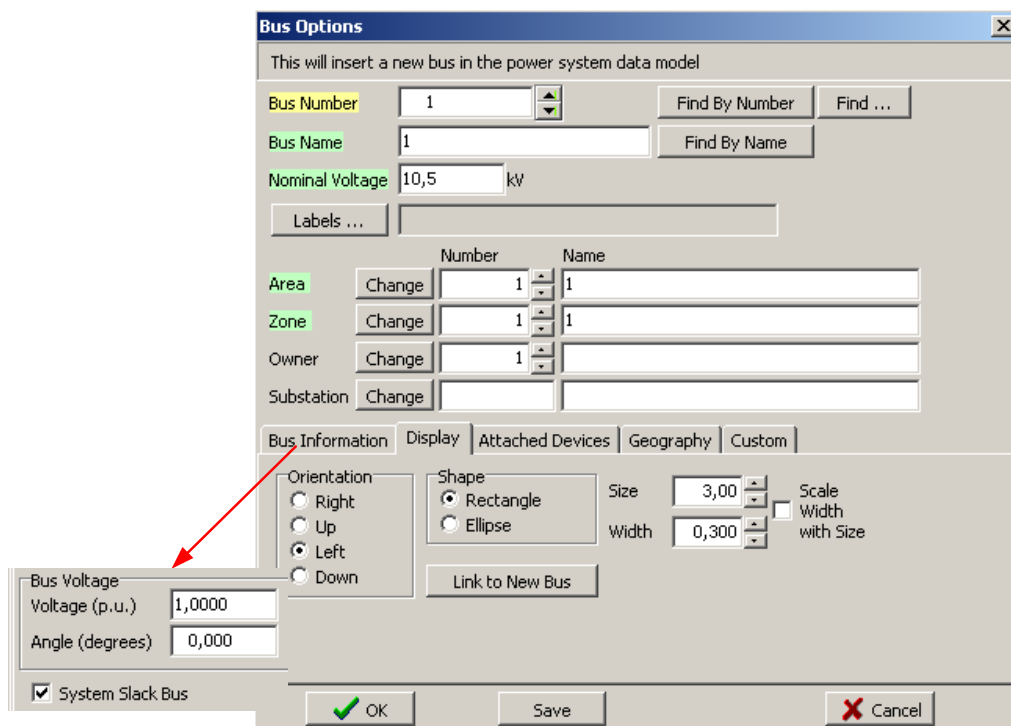 Bus Options
This will insert a new bus in the power system data model
Bus Number 1 Find By Number Find ...
Bus Name 1 Find By Name
Nominal Voltage 10,5 kV
Labels ...
Number Name
Area Change 1 1
Zone Change 1 1
Owner Change 1
Substation Change
Bus Information Display Attached Devices Geography Custom
Orientation
Right
Up
Left
Down
Shape
Rectangle
Ellipse
Link to New Bus
Size 3,00
Width 0,300
Scale
Width
with Size
Bus Voltage
Voltage (p.u.) 1,0000
Angle (degrees) 0,000
System Slack Bus
OK Save Cancel